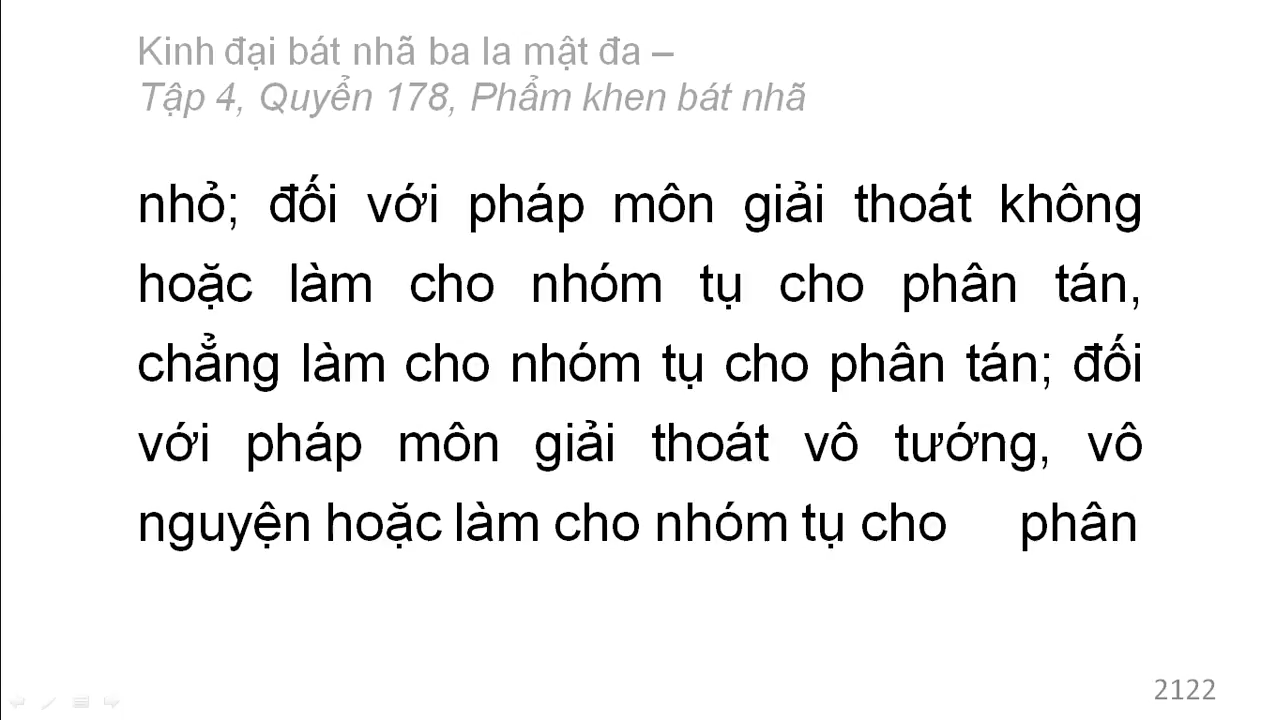 Kinh đại bát nhã ba la mật đa –
Tập 4, Quyển 178, Phẩm khen bát nhã
nhỏ; đối với pháp môn giải thoát không
hoặc làm cho nhóm tụ cho phân tán,
chẳng làm cho nhóm tụ cho phân tán; đối
với pháp môn giải thoát vô tướng, vô
nguyện hoặc làm cho nhóm tụ cho phân
2122